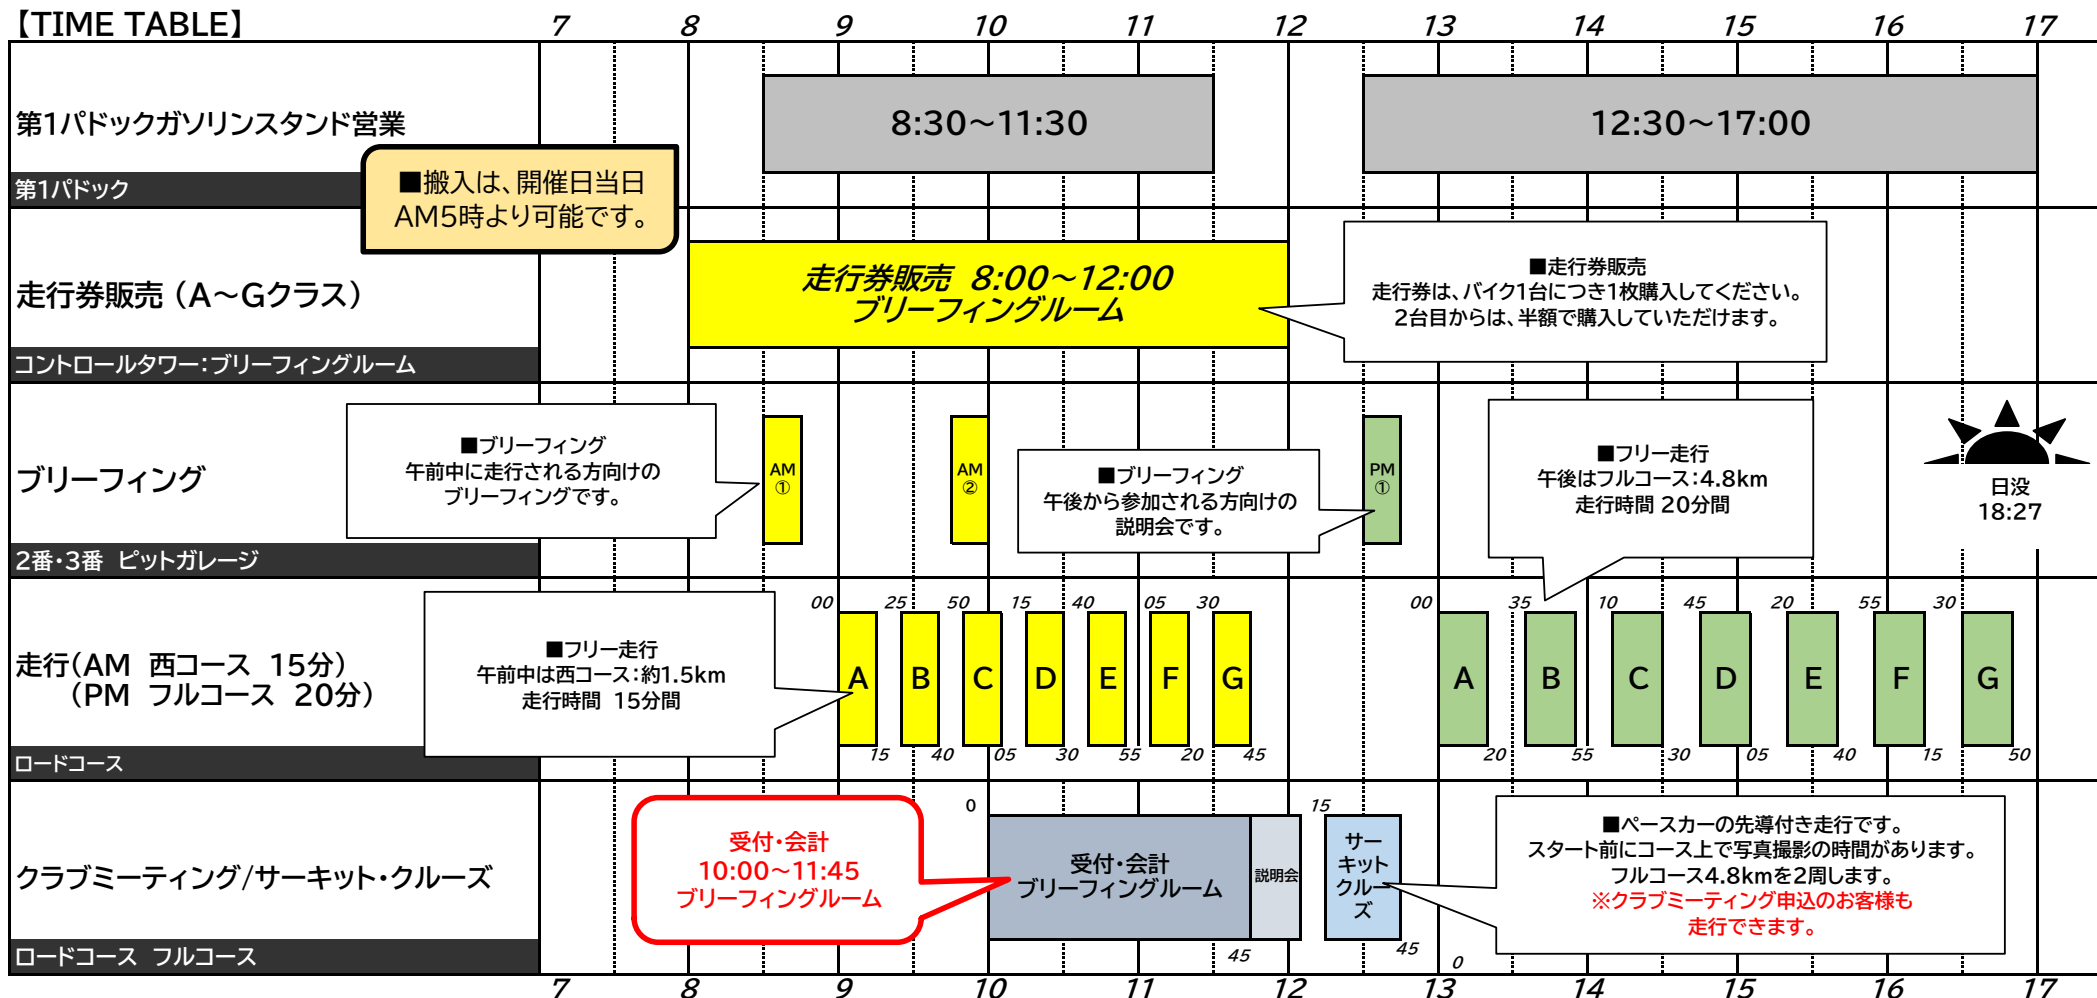 【TIME TABLE】
7 8 9 10 11 12 13 14 15 16 17
第1パドックガソリンスタンド営業
8:30～11:30
12:30～17:00
第1パドック
■搬入は、開催日当日
AM5時より可能です。
走行券販売（A～Gクラス）
走行券販売 8:00～12:00
ブリーフィングルーム
■走行券販売
走行券は、バイク1台につき1枚購入してください。
2台目からは、半額で購入していただけます。
コントロールタワー：ブリーフィングルーム
ブリーフィング
■ブリーフィング
午前中に走行される方向けの
ブリーフィングです。
AM
①
AM
②
■ブリーフィング
午後から参加される方向けの
説明会です。
PM
①
■フリー走行
午後はフルコース：4.8km
走行時間 20分間
日没
18:27
2番・3番 ピットガレージ
走行（AM 西コース 15分）
（PM フルコース 20分）
■フリー走行
午前中は西コース：約1.5km
走行時間 15分間
00 25 50 15 40 05 30
A B C D E F G
15 40 05 30 55 20 45
00 35 10 45 20 55 30
A B C D E F G
20 55 30 05 40 15 50
ロードコース
クラブミーティング/サーキット・クルーズ
受付・会計
10:00～11:45
ブリーフィングルーム
0
受付・会計
ブリーフィングルーム
説明会
45
15
サー
キット
クルー
ズ
45
0
■ペースカーの先導付き走行です。
スタート前にコース上で写真撮影の時間があります。
フルコース4.8kmを2周します。
※クラブミーティング申込のお客様も
走行できます。
ロードコース フルコース
7 8 9 10 11 12 13 14 15 16 17